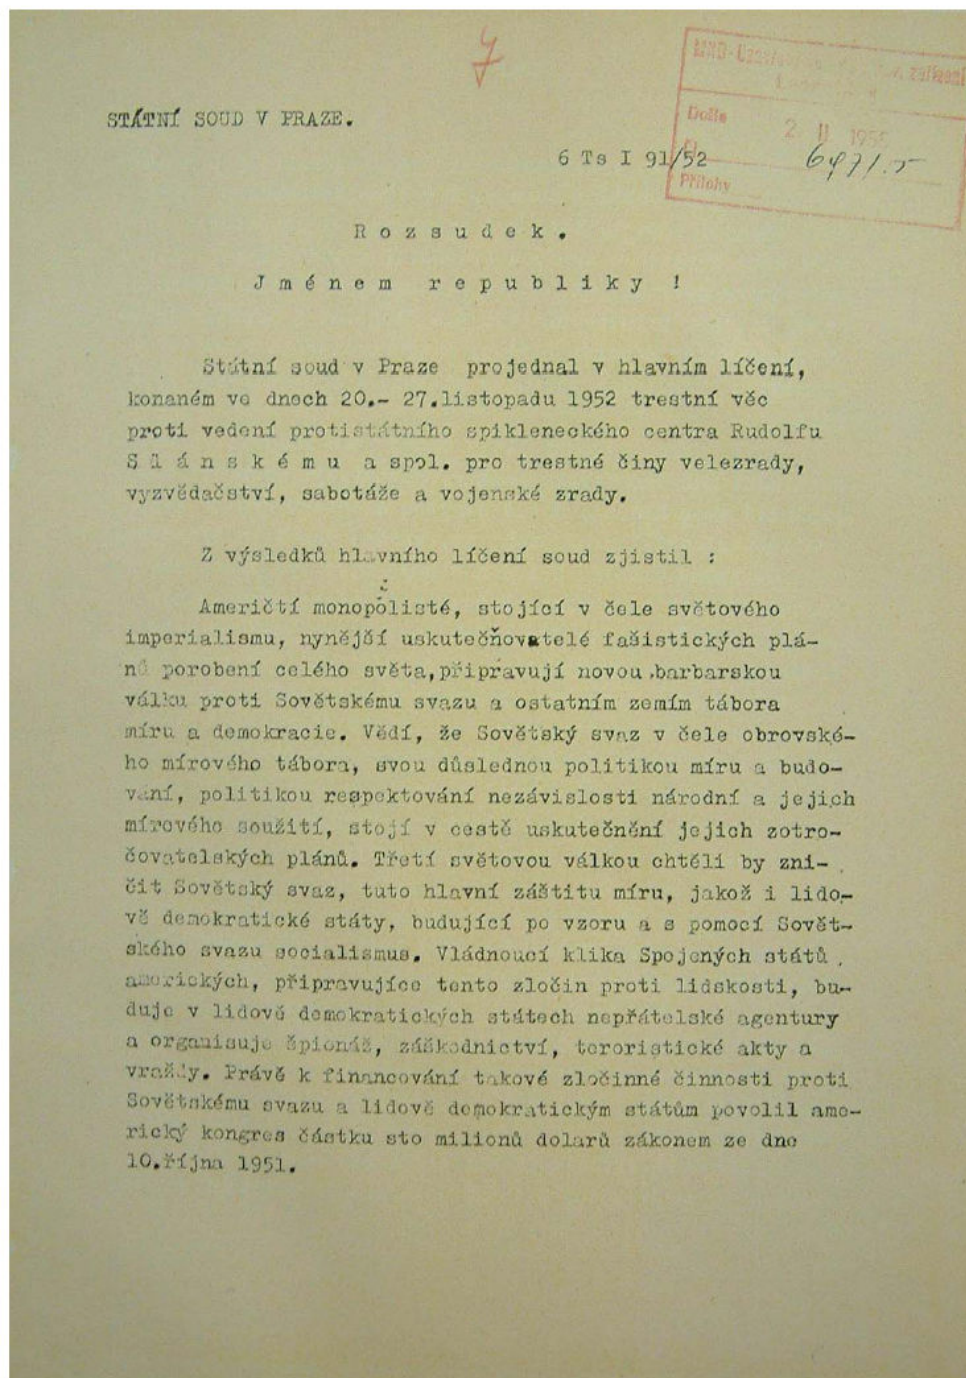 STÁTNÍ SOUD V PRAZE.
6 Ts I 91/52
Došlo
Čj.
Přílohy
R o z s u d e k .
J m é n e m  r e p u b l i k y  !
Státní soud v Praze projednal v hlavním líčení,
konaném ve dnech 20.- 27.listopadu 1952 trestní věc
proti vedení protistátního spikleneckého centra Rudolfu
S l á n s k é m u  a spol. pro trestné činy velezrady,
vyzvědačství, sabotáže a vojenské zrady.
Z výsledků hlavního líčení soud zjistil :
Američtí monopolisté, stojící v čele světového
imperialismu, nynější uskutečňovatelé fašistických plá-
nů porobení celého světa,připravují novou barbarskou
válku proti Sovětskému svazu a ostatním zemím tábora
míru a demokracie. Vědí, že Sovětský svaz v čele obrovské-
ho mírového tábora, svou důslednou politikou míru a budo-
vání, politikou respektování nezávislosti národní a jejich
mírového soužití, stojí v cestě uskutečnění jejich zotro-
čovatelských plánů. Třetí světovou válkou chtěli by zni-
čit Sovětský svaz, tuto hlavní záštitu míru, jakož i lido-
vě demokratické státy, budující po vzoru a s pomocí Sovět-
ského svazu socialismus. Vládnoucí klika Spojených států
amerických, připravujíce tento zločin proti lidskosti, bu-
duje v lidově demokratických státech nepřátelské agentury
a organisuje špionáž, záškodnictví, teroristické akty a
vraždy. Právě k financování takové zločinné činnosti proti
Sovětskému svazu a lidově demokratickým státům povolil ame-
rický kongres částku sto milionů dolarů zákonem ze dne
10.října 1951.